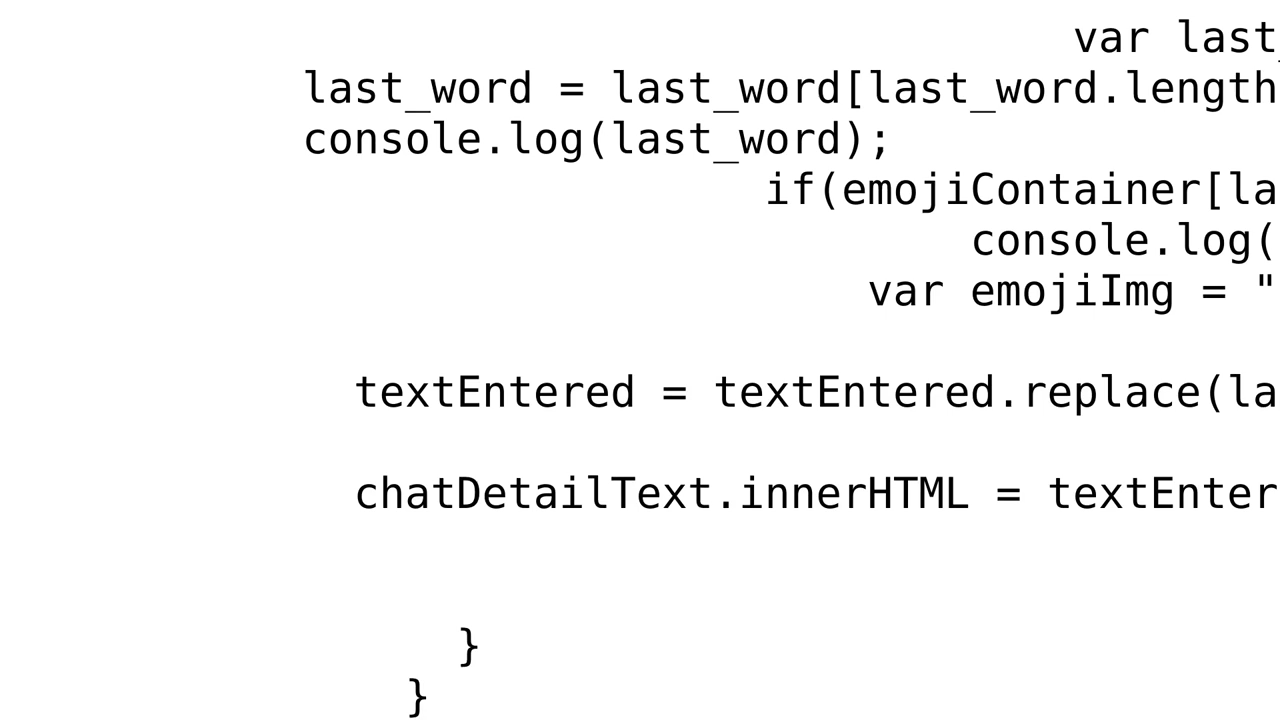 var last_
last_word = last_word[last_word.length
console.log(last_word);
if(emojiContainer[la
console.log(
var emojiImg = "
textEntered = textEntered.replace(la
chatDetailText.innerHTML = textEnter
}
}